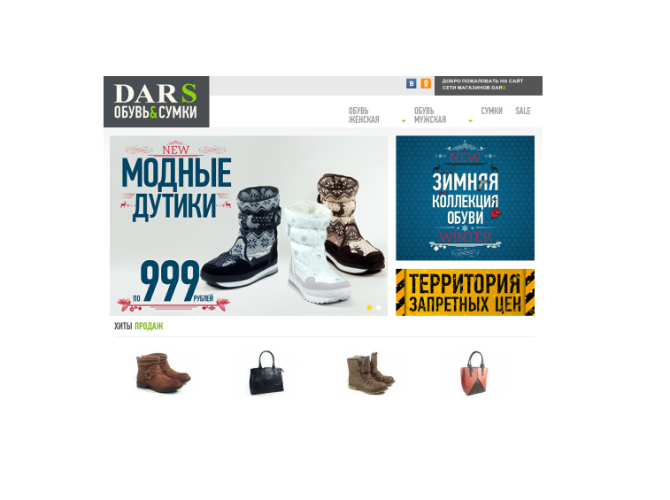 DARS
ОБУВЬ&СУМКИ
ДОБРО ПОЖАЛОВАТЬ НА САЙТ
СЕТИ МАГАЗИНОВ DARS
ОБУВЬ
ЖЕНСКАЯ
ОБУВЬ
МУЖСКАЯ
СУМКИ
SALE
NEW
МОДНЫЕ
ДУТИКИ
ПО 999 РУБЛЕЙ
NEW
ЗИМНЯЯ
КОЛЛЕКЦИЯ
ОБУВИ
WINTER
ТЕРРИТОРИЯ
ЗАПРЕТНЫХ ЦЕН
ХИТЫ ПРОДАЖ